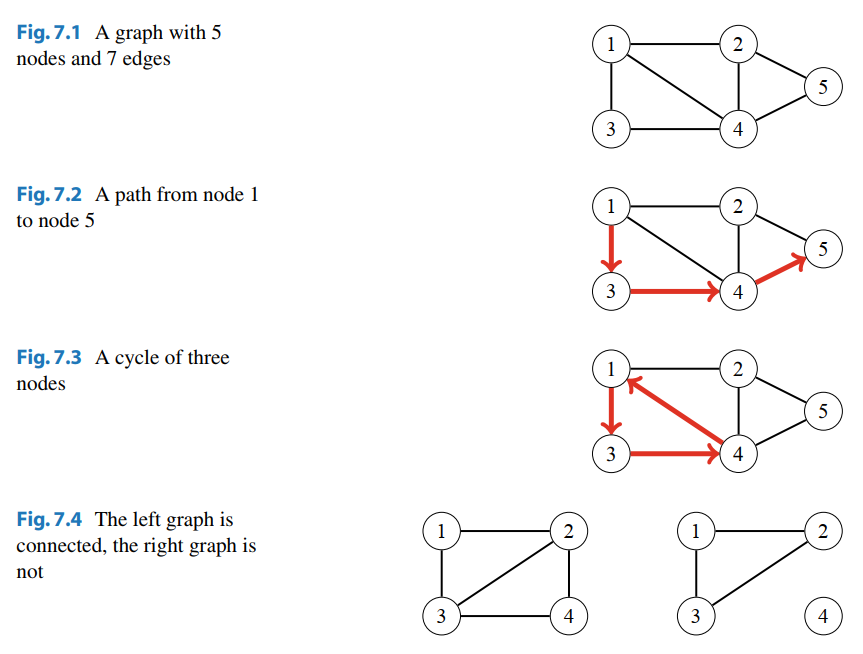 Fig. 7.1 A graph with 5
nodes and 7 edges
1 2
5
3 4
Fig. 7.2 A path from node 1
to node 5
1 2
5
3 4
Fig. 7.3 A cycle of three
nodes
1 2
5
3 4
Fig. 7.4 The left graph is
connected, the right graph is
not
1 2 1 2
3 4 3 4